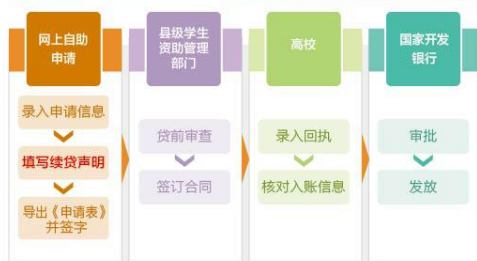 网上自助
申请
录入申请信息
填写续贷声明
导出《申请表》
并签字
县级学生
资助管理
部门
贷前审查
签订合同
高校
录入回执
核对入账信息
国家开发
银行
审批
发放